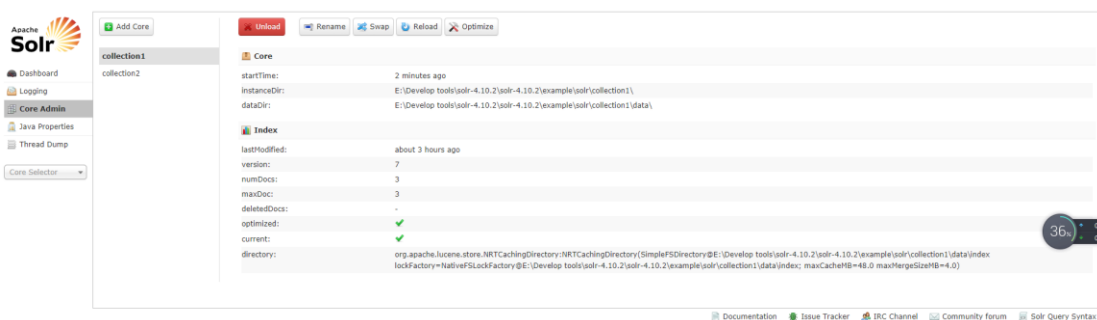 Apache
Solr
Dashboard
Logging
Core Admin
Java Properties
Thread Dump
Core Selector
Add Core
collection1
collection2
Unload Rename Swap Reload Optimize
Core
startTime: 2 minutes ago
instanceDir: E:\Develop tools\solr-4.10.2\solr-4.10.2\example\solr\collection1\
dataDir: E:\Develop tools\solr-4.10.2\solr-4.10.2\example\solr\collection1\data\
Index
lastModified: about 3 hours ago
version: 7
numDocs: 3
maxDoc: 3
deletedDocs: -
optimized:
current:
directory: org.apache.lucene.store.NRTCachingDirectory:NRTCachingDirectory(SimpleFSDirectory@E:\Develop tools\solr-4.10.2\solr-4.10.2\example\solr\collection1\data\index
lockFactory=NativeFSLockFactory@E:\Develop tools\solr-4.10.2\solr-4.10.2\example\solr\collection1\data\index; maxCacheMB=48.0 maxMergeSizeMB=4.0)
36%
Documentation Issue Tracker IRC Channel Community forum Solr Query Syntax